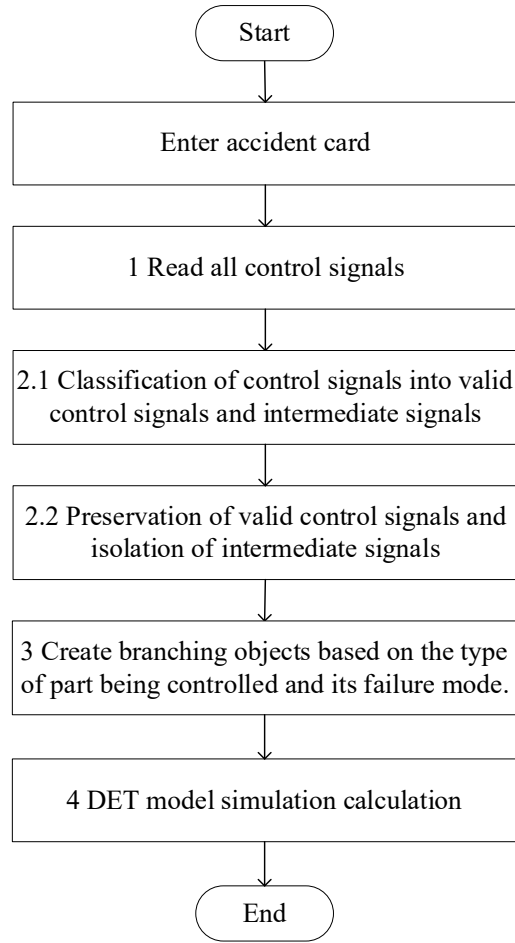 Start
Enter accident card
1 Read all control signals
2.1 Classification of control signals into valid
control signals and intermediate signals
2.2 Preservation of valid control signals and
isolation of intermediate signals
3 Create branching objects based on the type
of part being controlled and its failure mode.
4 DET model simulation calculation
End